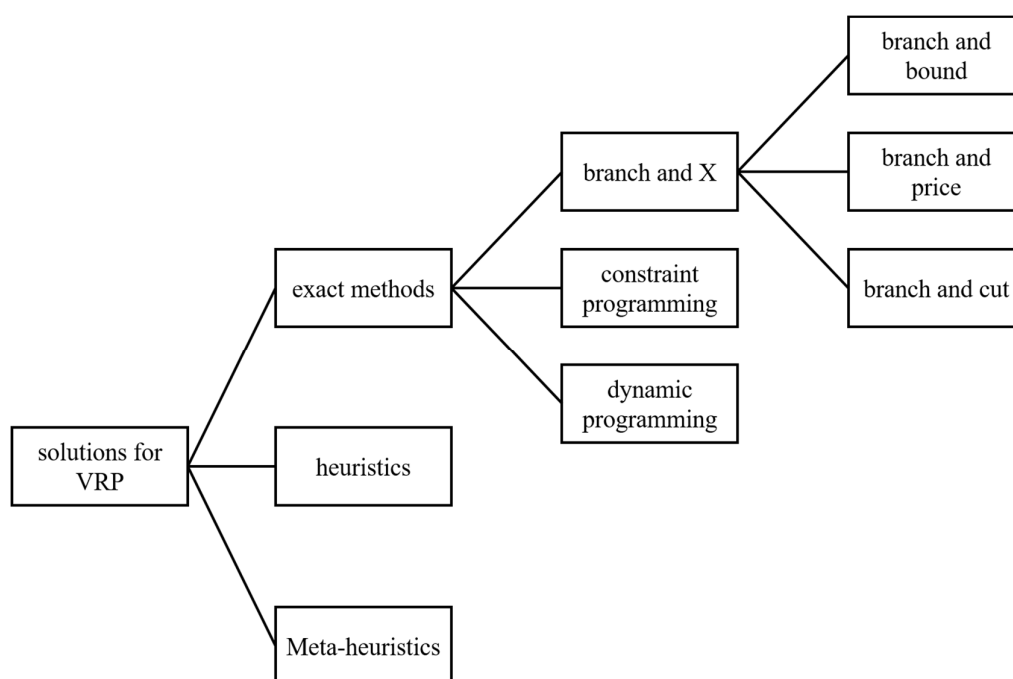 branch and
bound
branch and X
branch and
price
exact methods
constraint
programming
branch and cut
dynamic
programming
solutions for
VRP
heuristics
Meta-heuristics